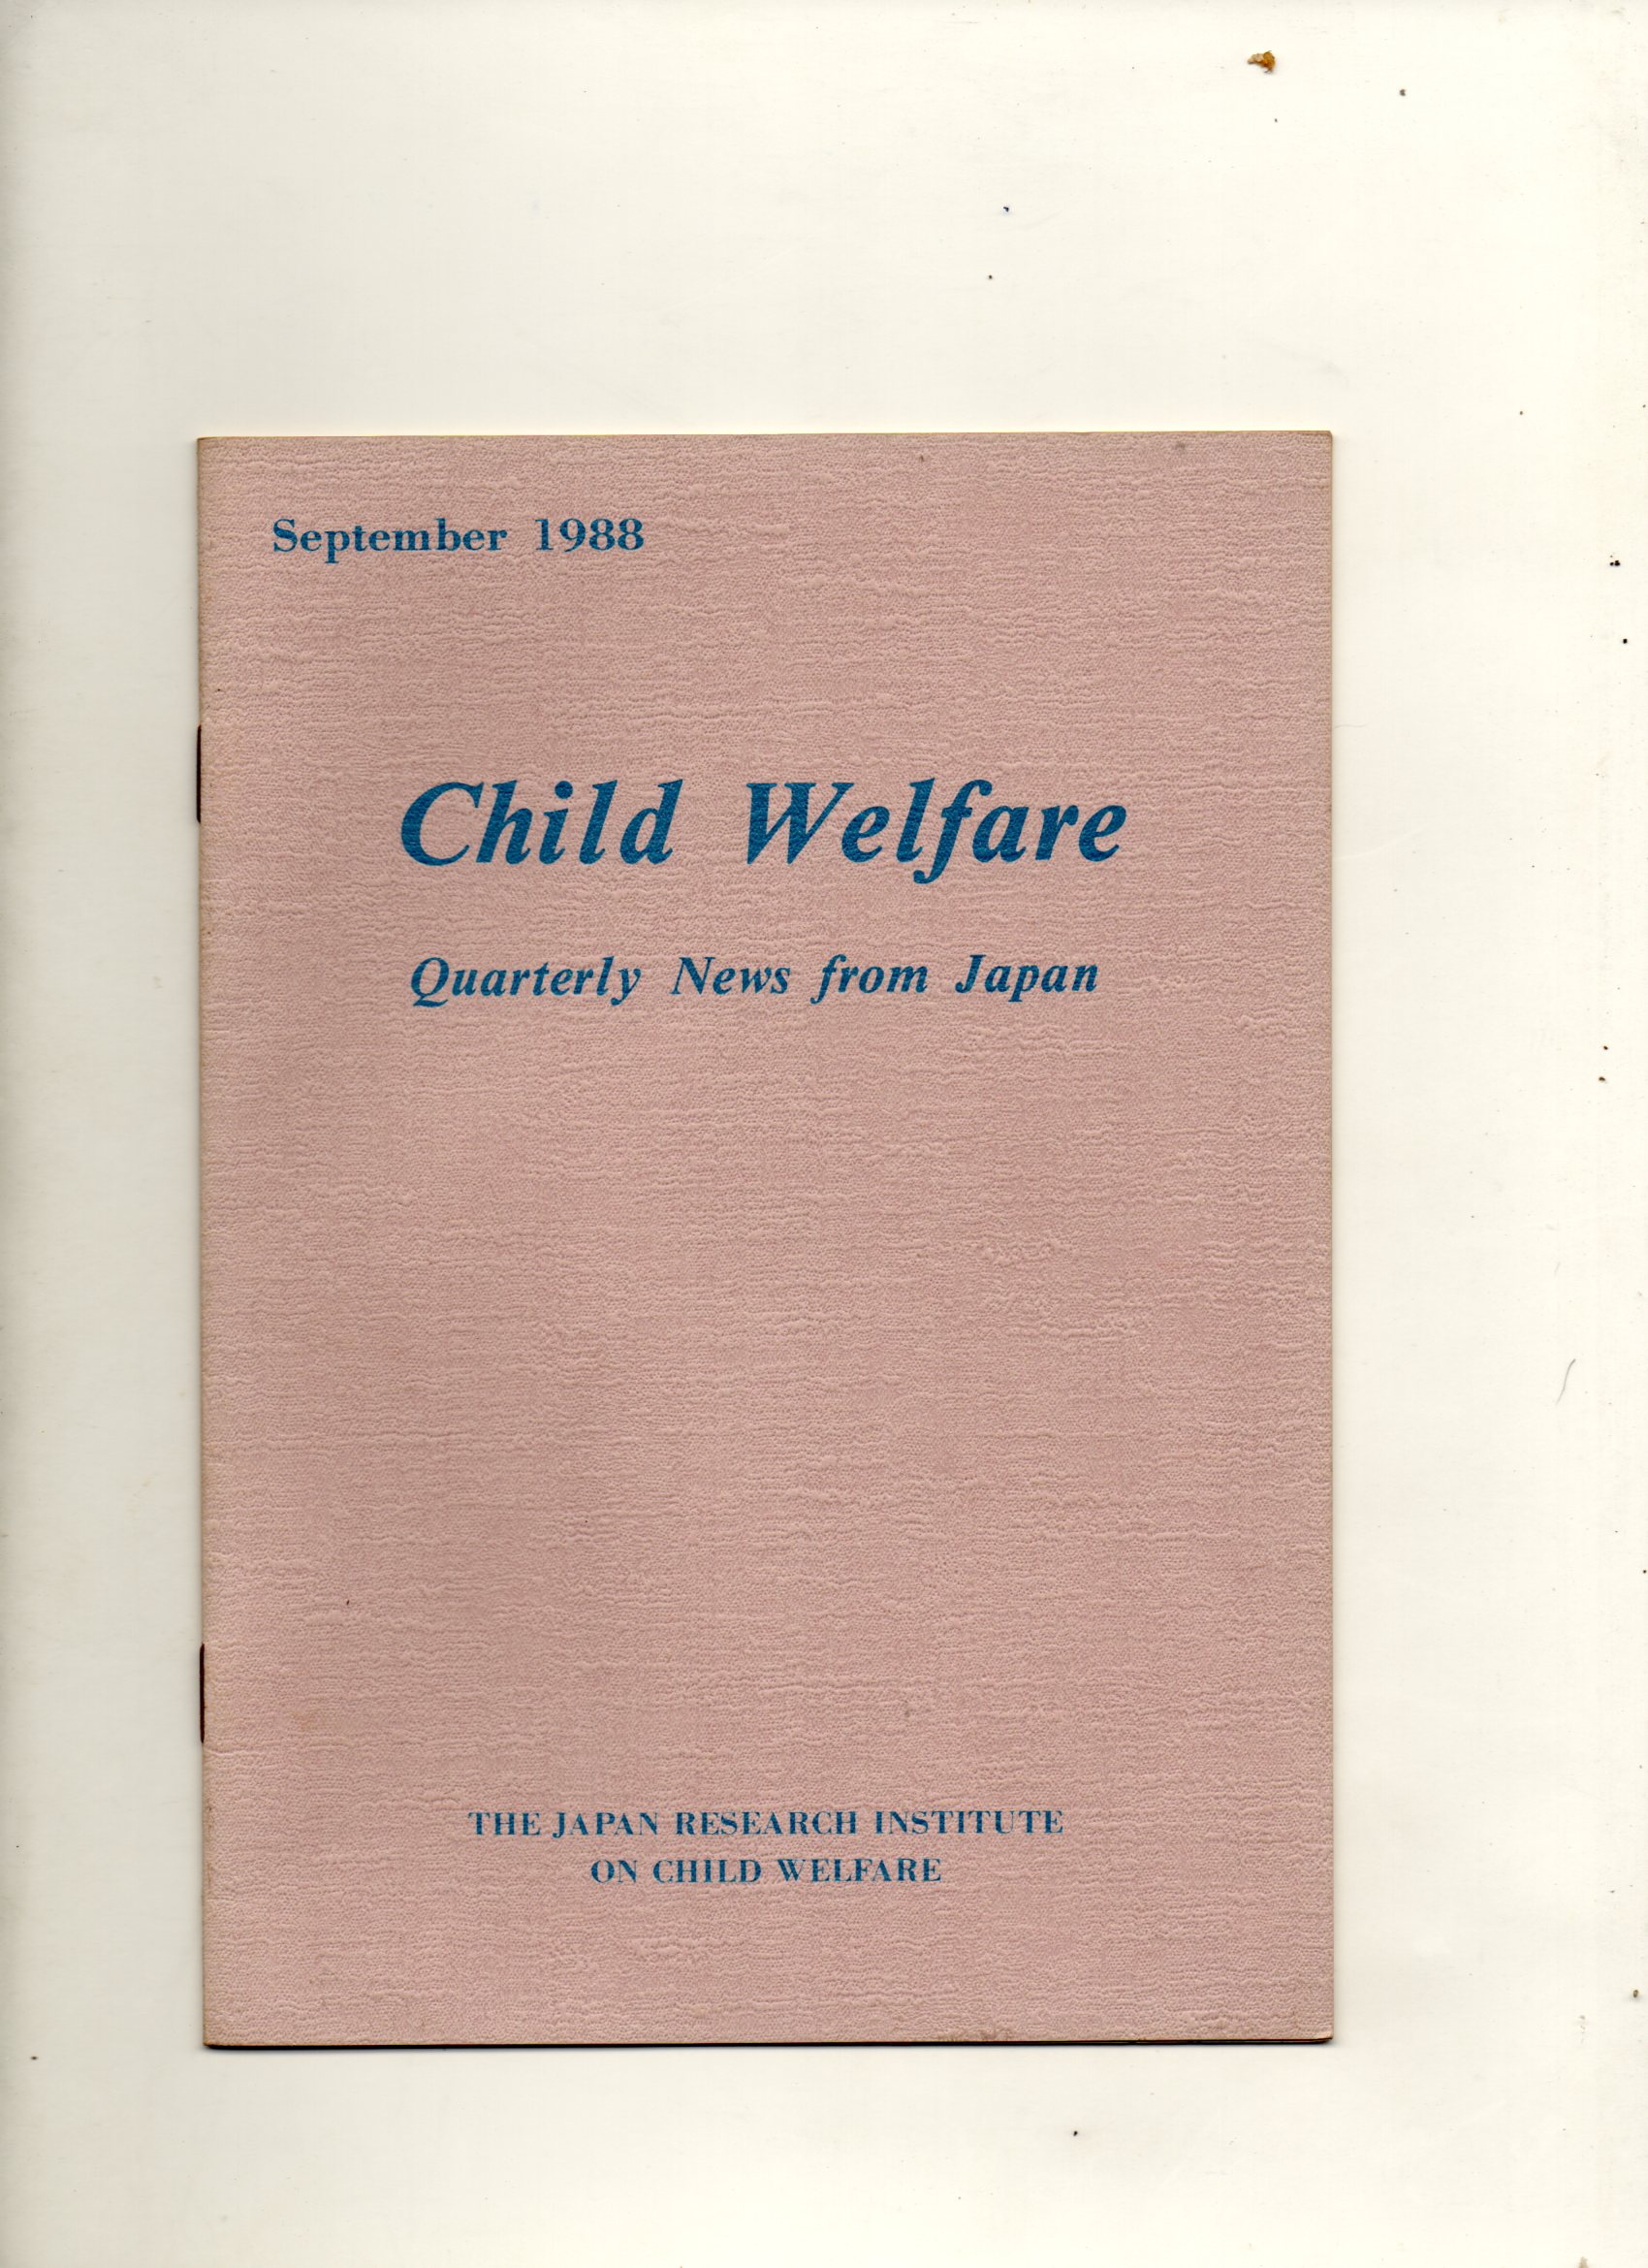 September 1988
Child Welfare
Quarterly News from Japan
THE JAPAN RESEARCH INSTITUTE
ON CHILD WELFARE